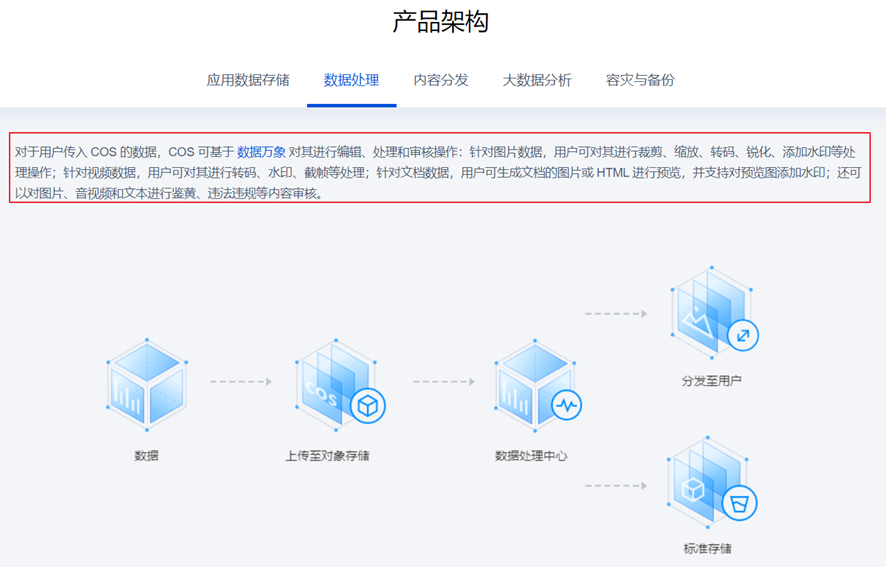 产品架构
应用数据存储 数据处理 内容分发 大数据分析 容灾与备份
对于用户传入 COS 的数据，COS 可基于 数据万象 对其进行编辑、处理和审核操作：针对图片数据，用户可对其进行裁剪、缩放、转码、锐化、添加水印等处
理操作；针对视频数据，用户可对其进行转码、水印、截帧等处理；针对文档数据，用户可生成文档的图片或 HTML 进行预览，并支持对预览图添加水印；还可
以对图片、音视频和文本进行鉴黄、违法违规等内容审核。
COS
分发至用户
数据 上传至对象存储 数据处理中心
标准存储